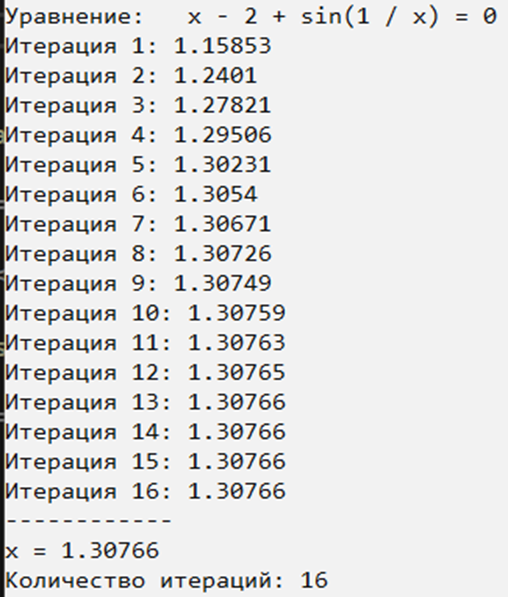 Уравнение:   x - 2 + sin(1 / x) = 0
Итерация 1: 1.15853
Итерация 2: 1.2401
Итерация 3: 1.27821
Итерация 4: 1.29506
Итерация 5: 1.30231
Итерация 6: 1.3054
Итерация 7: 1.30671
Итерация 8: 1.30726
Итерация 9: 1.30749
Итерация 10: 1.30759
Итерация 11: 1.30763
Итерация 12: 1.30765
Итерация 13: 1.30766
Итерация 14: 1.30766
Итерация 15: 1.30766
Итерация 16: 1.30766
------------
x = 1.30766
Количество итераций: 16